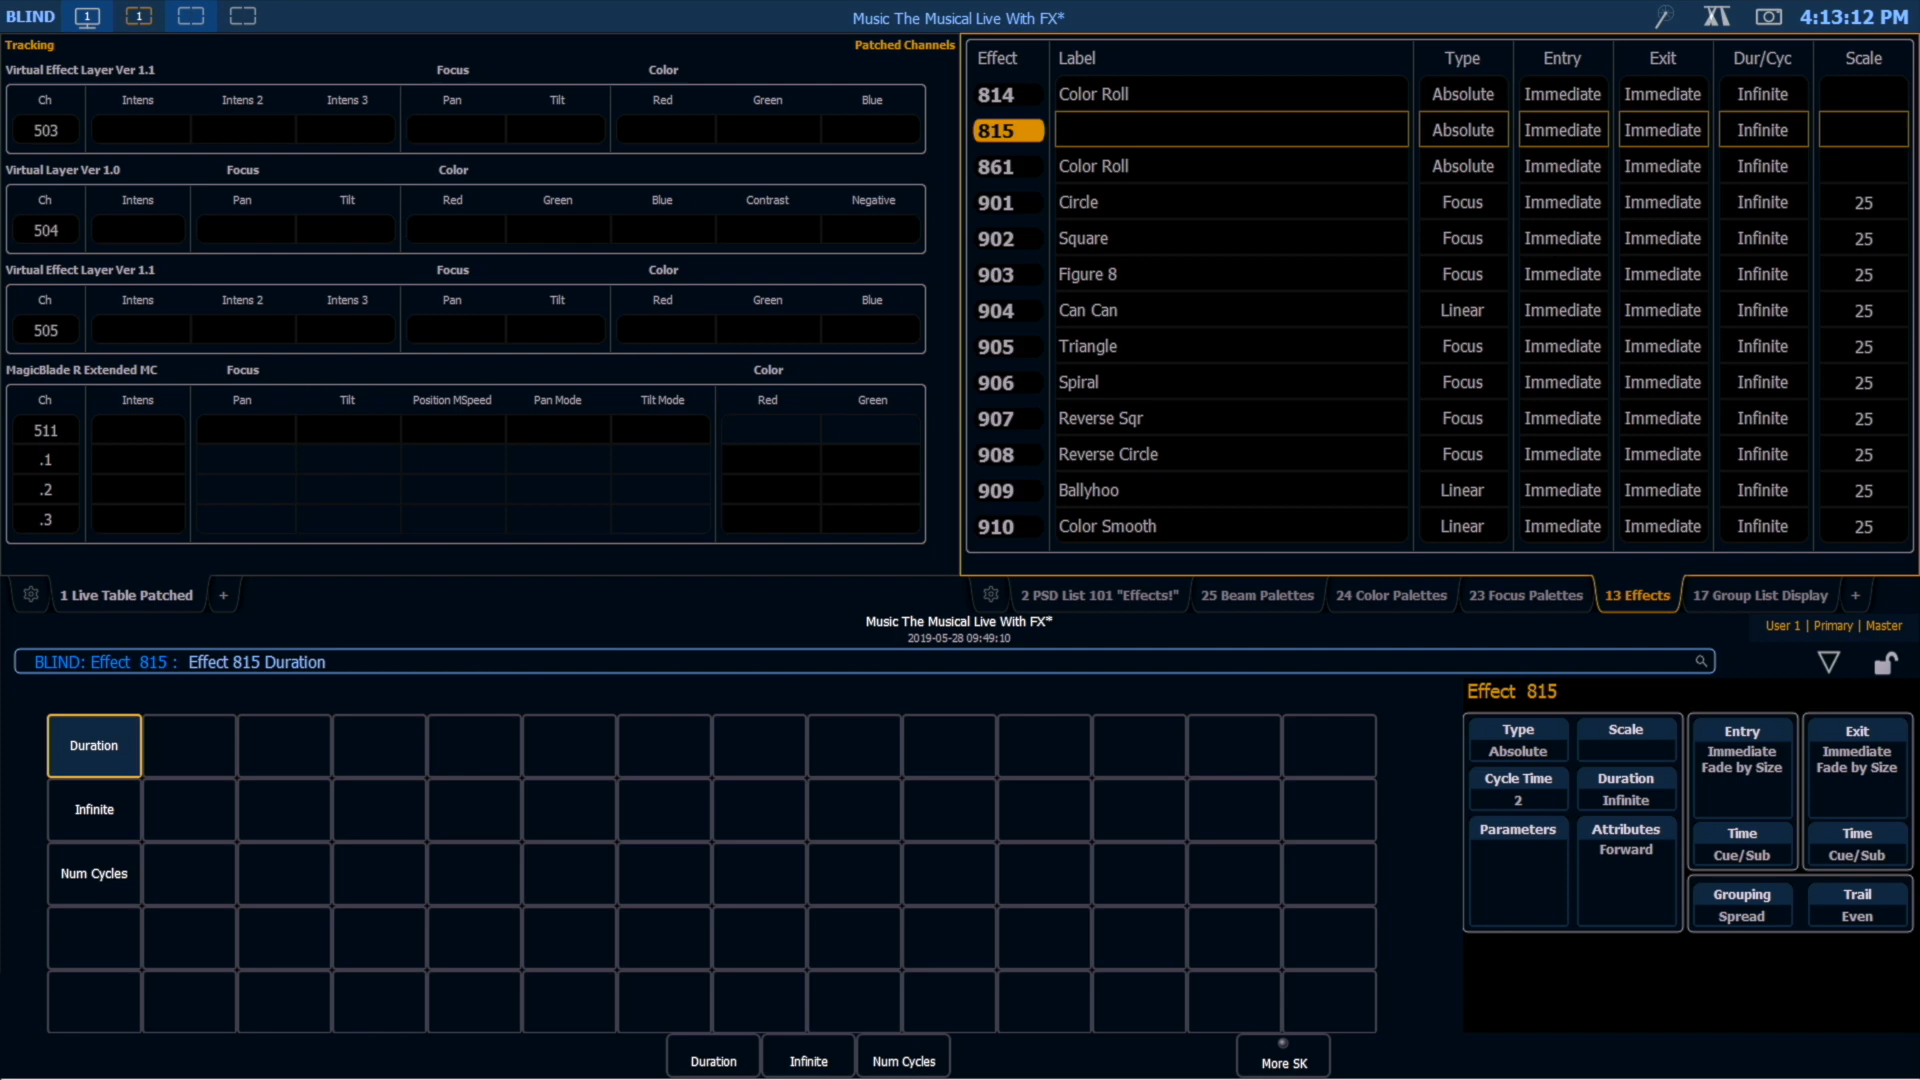 BLIND 1 1 Music The Musical Live With FX* 4:13:12 PM
Tracking Patched Channels
Virtual Effect Layer Ver 1.1 Focus Color
Ch Intens Intens 2 Intens 3 Pan Tilt Red Green Blue
503
Virtual Layer Ver 1.0 Focus Color
Ch Intens Pan Tilt Red Green Blue Contrast Negative
504
Virtual Effect Layer Ver 1.1 Focus Color
Ch Intens Intens 2 Intens 3 Pan Tilt Red Green Blue
505
MagicBlade R Extended MC Focus Color
Ch Intens Pan Tilt Position MSpeed Pan Mode Tilt Mode Red Green
511
.1
.2
.3
Effect Label Type Entry Exit Dur/Cyc Scale
814 Color Roll Absolute Immediate Immediate Infinite
815 Absolute Immediate Immediate Infinite
861 Color Roll Absolute Immediate Immediate Infinite
901 Circle Focus Immediate Immediate Infinite 25
902 Square Focus Immediate Immediate Infinite 25
903 Figure 8 Focus Immediate Immediate Infinite 25
904 Can Can Linear Immediate Immediate Infinite 25
905 Triangle Focus Immediate Immediate Infinite 25
906 Spiral Focus Immediate Immediate Infinite 25
907 Reverse Sqr Focus Immediate Immediate Infinite 25
908 Reverse Circle Focus Immediate Immediate Infinite 25
909 Ballyhoo Linear Immediate Immediate Infinite 25
910 Color Smooth Linear Immediate Immediate Infinite 25
1 Live Table Patched +
2 PSD List 101 "Effects!" 25 Beam Palettes 24 Color Palettes 23 Focus Palettes 13 Effects 17 Group List Display +
Music The Musical Live With FX*
2019-05-28 09:49:10
User 1 | Primary | Master
BLIND: Effect 815 : Effect 815 Duration
Duration
Infinite
Num Cycles
Effect 815
Type Scale Entry Exit
Absolute Immediate Immediate
Fade by Size Fade by Size
Cycle Time Duration
2 Infinite
Parameters Attributes Time Time
Forward Cue/Sub Cue/Sub
Grouping Trail
Spread Even
Duration Infinite Num Cycles More SK